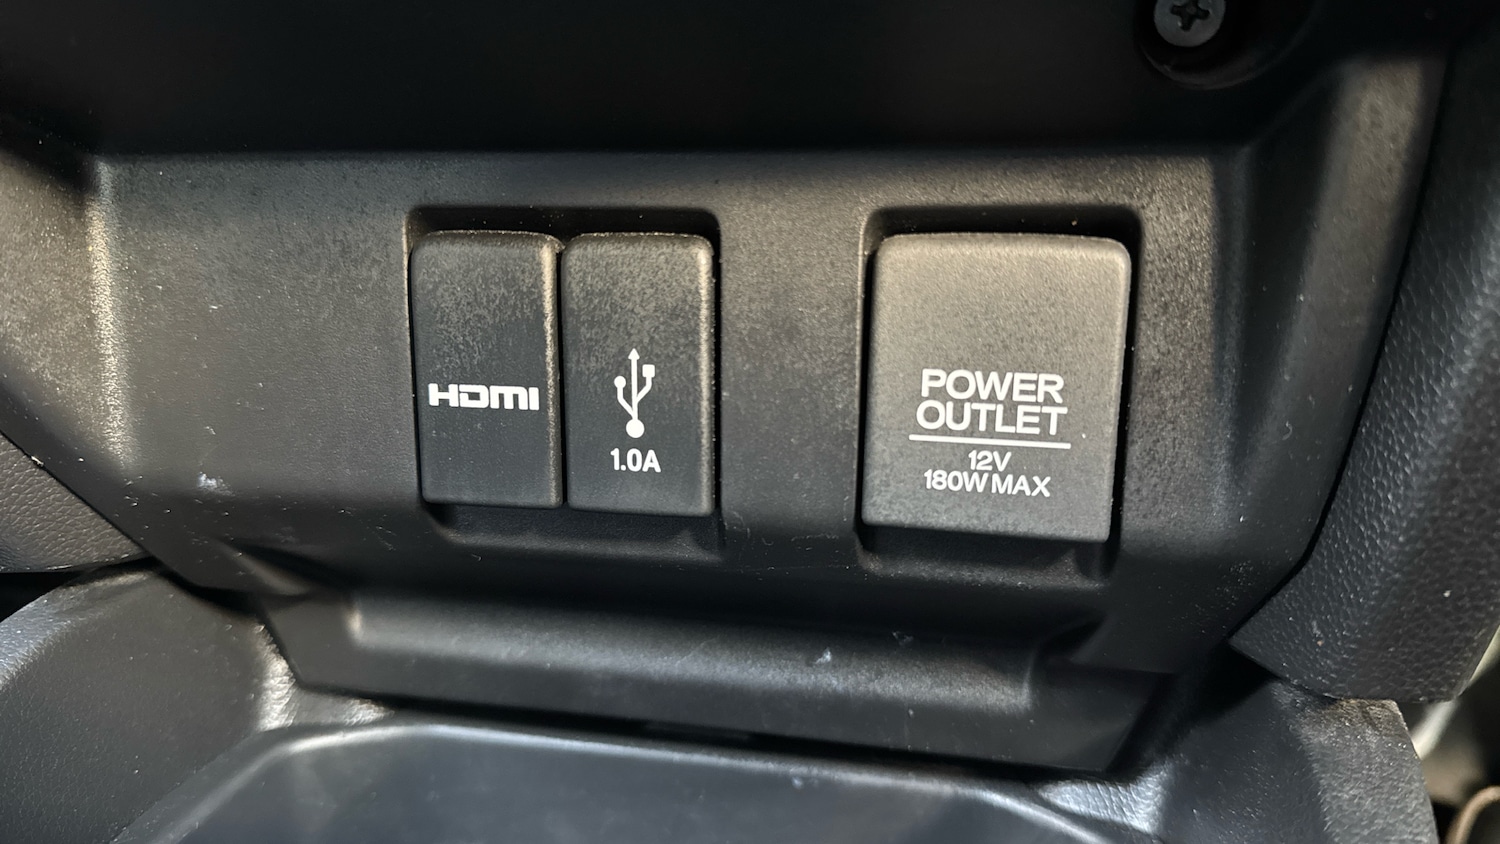 HDMI
1.0A
POWER
OUTLET
12V
180W MAX